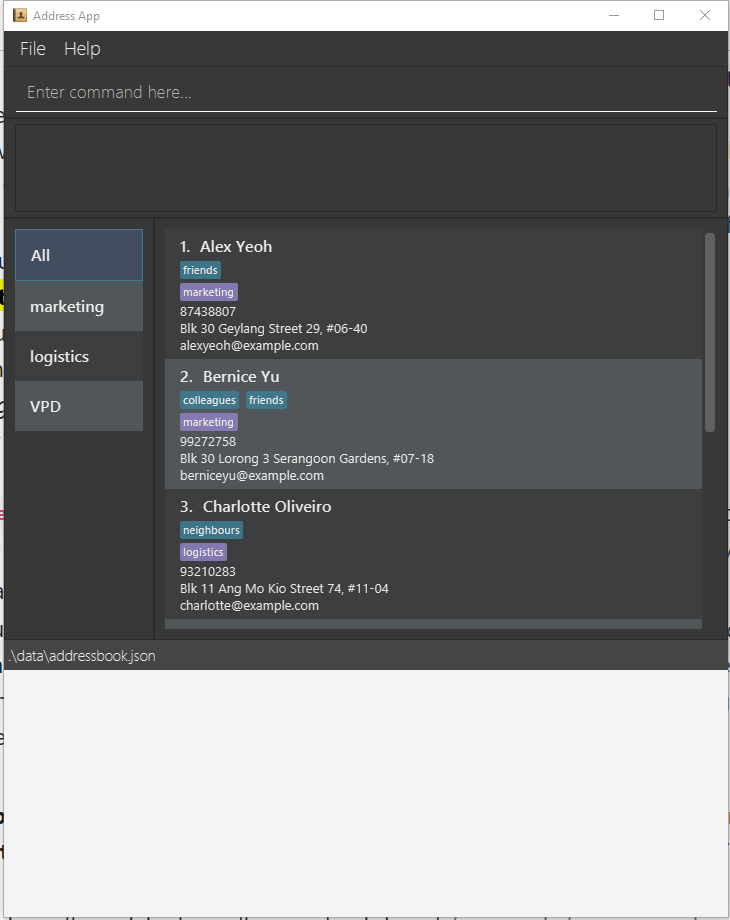 Address App
File Help
Enter command here...
All
marketing
logistics
VPD
1. Alex Yeoh
friends
marketing
87438807
Blk 30 Geylang Street 29, #06-40
alexyeoh@example.com
2. Bernice Yu
colleagues friends
marketing
99272758
Blk 30 Lorong 3 Serangoon Gardens, #07-18
berniceyu@example.com
3. Charlotte Oliveiro
neighbours
logistics
93210283
Blk 11 Ang Mo Kio Street 74, #11-04
charlotte@example.com
.\data\addressbook.json